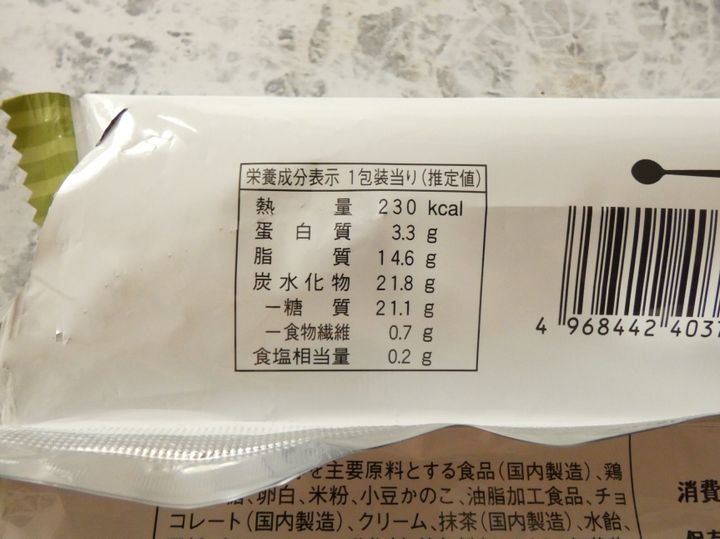 栄養成分表示 1包装当り(推定値)
熱量 230 kcal
蛋白質 3.3 g
脂質 14.6 g
炭水化物 21.8 g
－糖質 21.1 g
－食物繊維 0.7 g
食塩相当量 0.2 g
4 968442 4037
を主要原料とする食品(国内製造)、鶏
、卵白、米粉、小豆かのこ、油脂加工食品、チョ
コレート(国内製造)、クリーム、抹茶(国内製造)、水飴、
消費